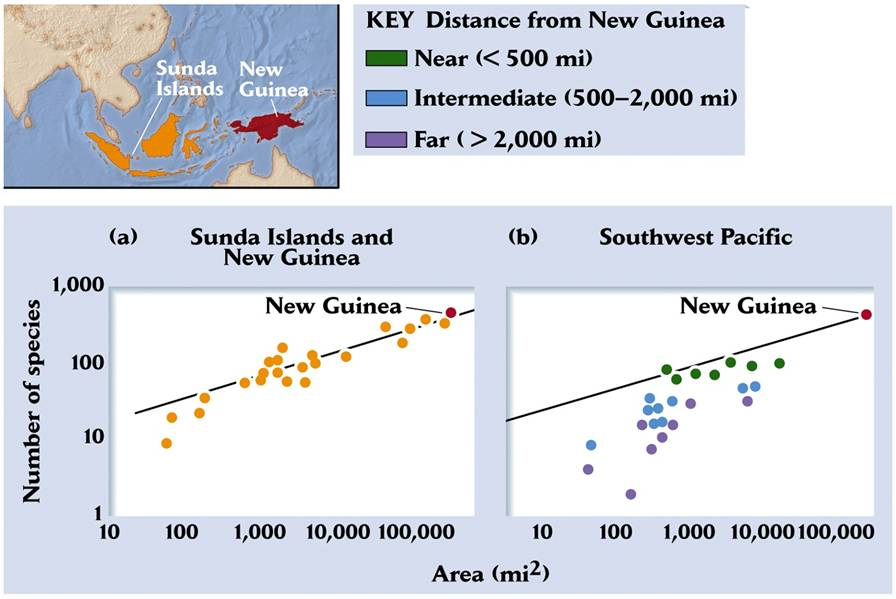 KEY Distance from New Guinea
Near (< 500 mi)
Intermediate (500–2,000 mi)
Far ( > 2,000 mi)
Sunda
Islands
New
Guinea
(a) Sunda Islands and
New Guinea
(b) Southwest Pacific
Number of species
1,000
100
10
1
New Guinea
10 100 1,000 10,000 100,000
New Guinea
10 100 1,000 10,000 100,000
Area (mi²)